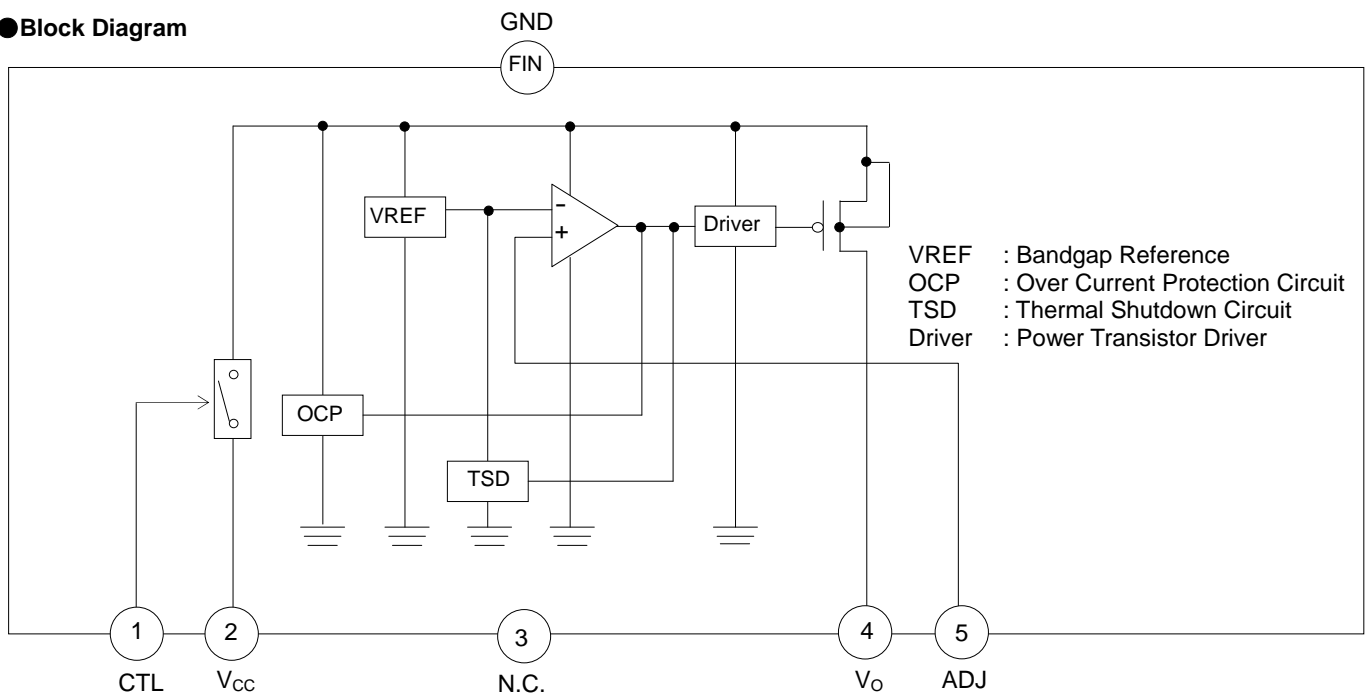 ●Block Diagram
GND
FIN
VREF
-
+
Driver
VREF : Bandgap Reference
OCP : Over Current Protection Circuit
TSD : Thermal Shutdown Circuit
Driver : Power Transistor Driver
OCP
TSD
1
2
3
4
5
CTL
VCC
N.C.
VO
ADJ